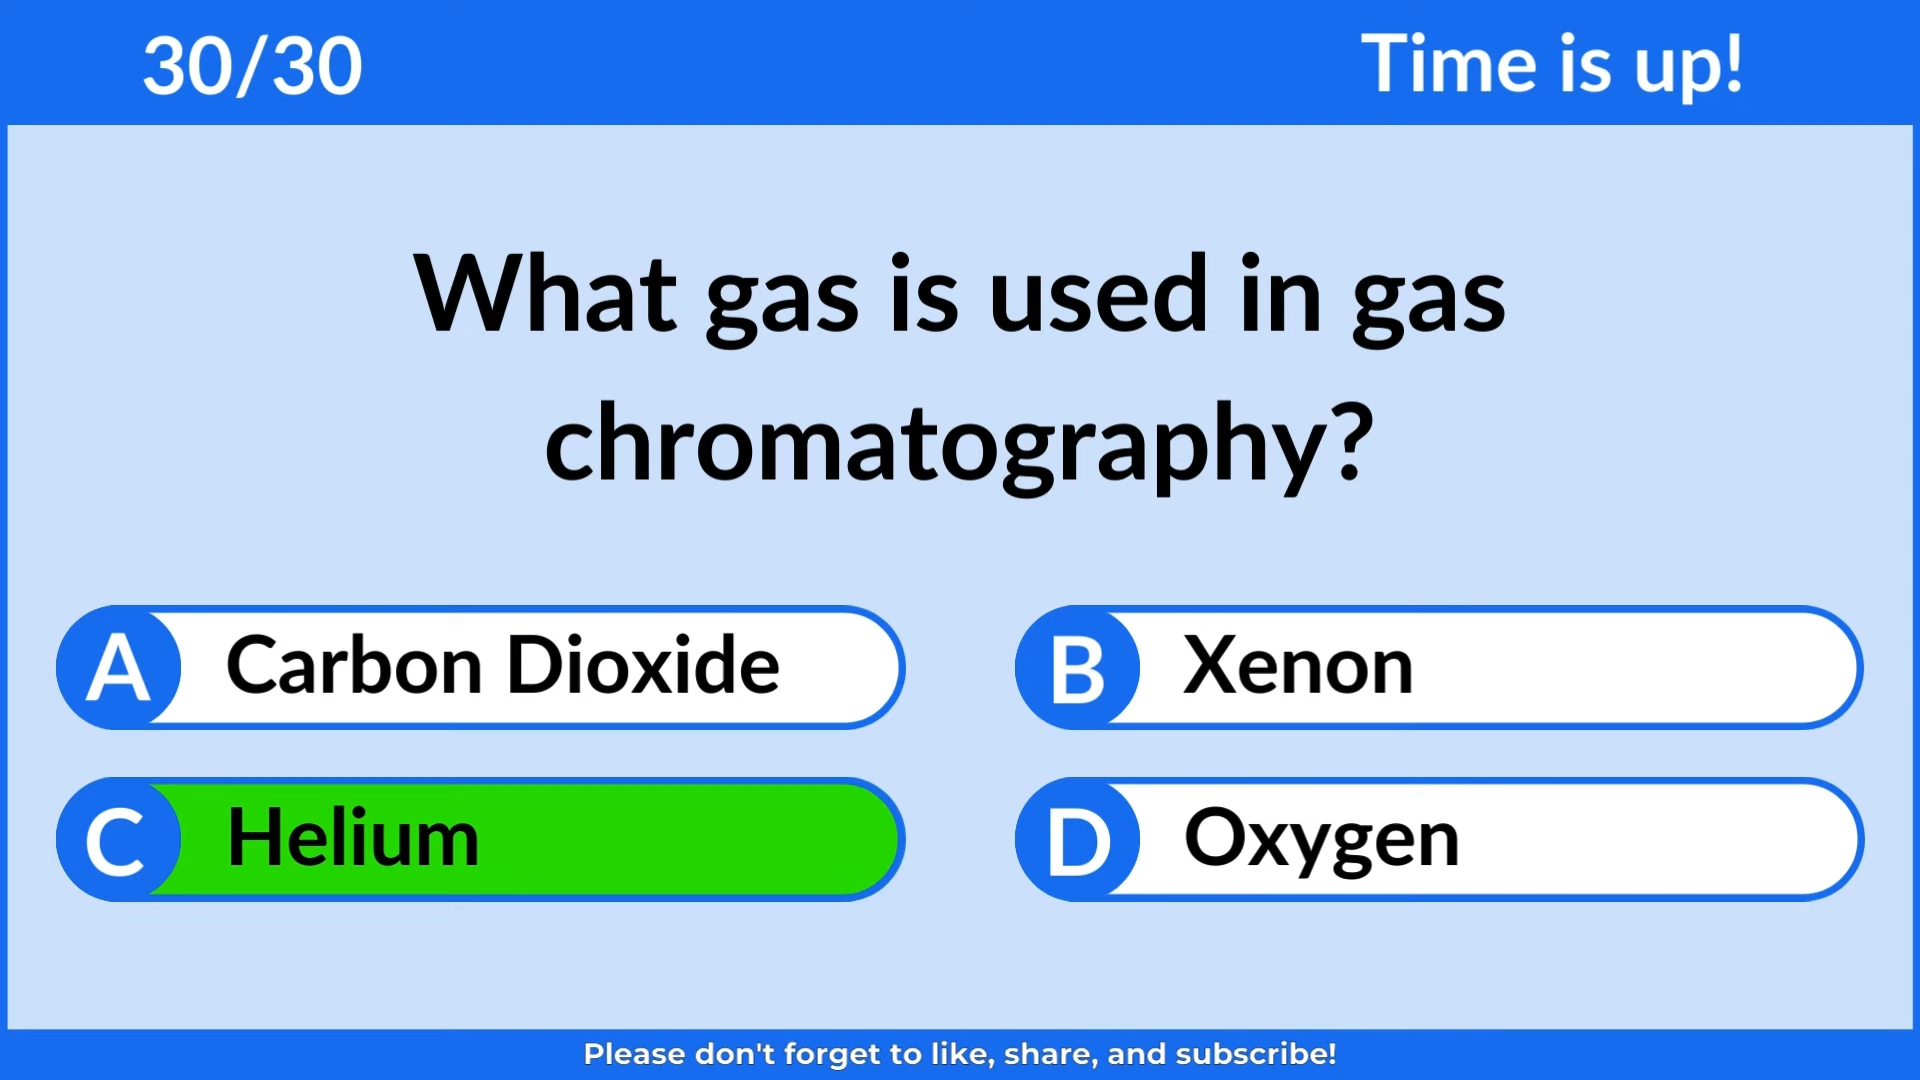 30/30
Time is up!
What gas is used in gas
chromatography?
A Carbon Dioxide
B Xenon
C Helium
D Oxygen
Please don't forget to like, share, and subscribe!